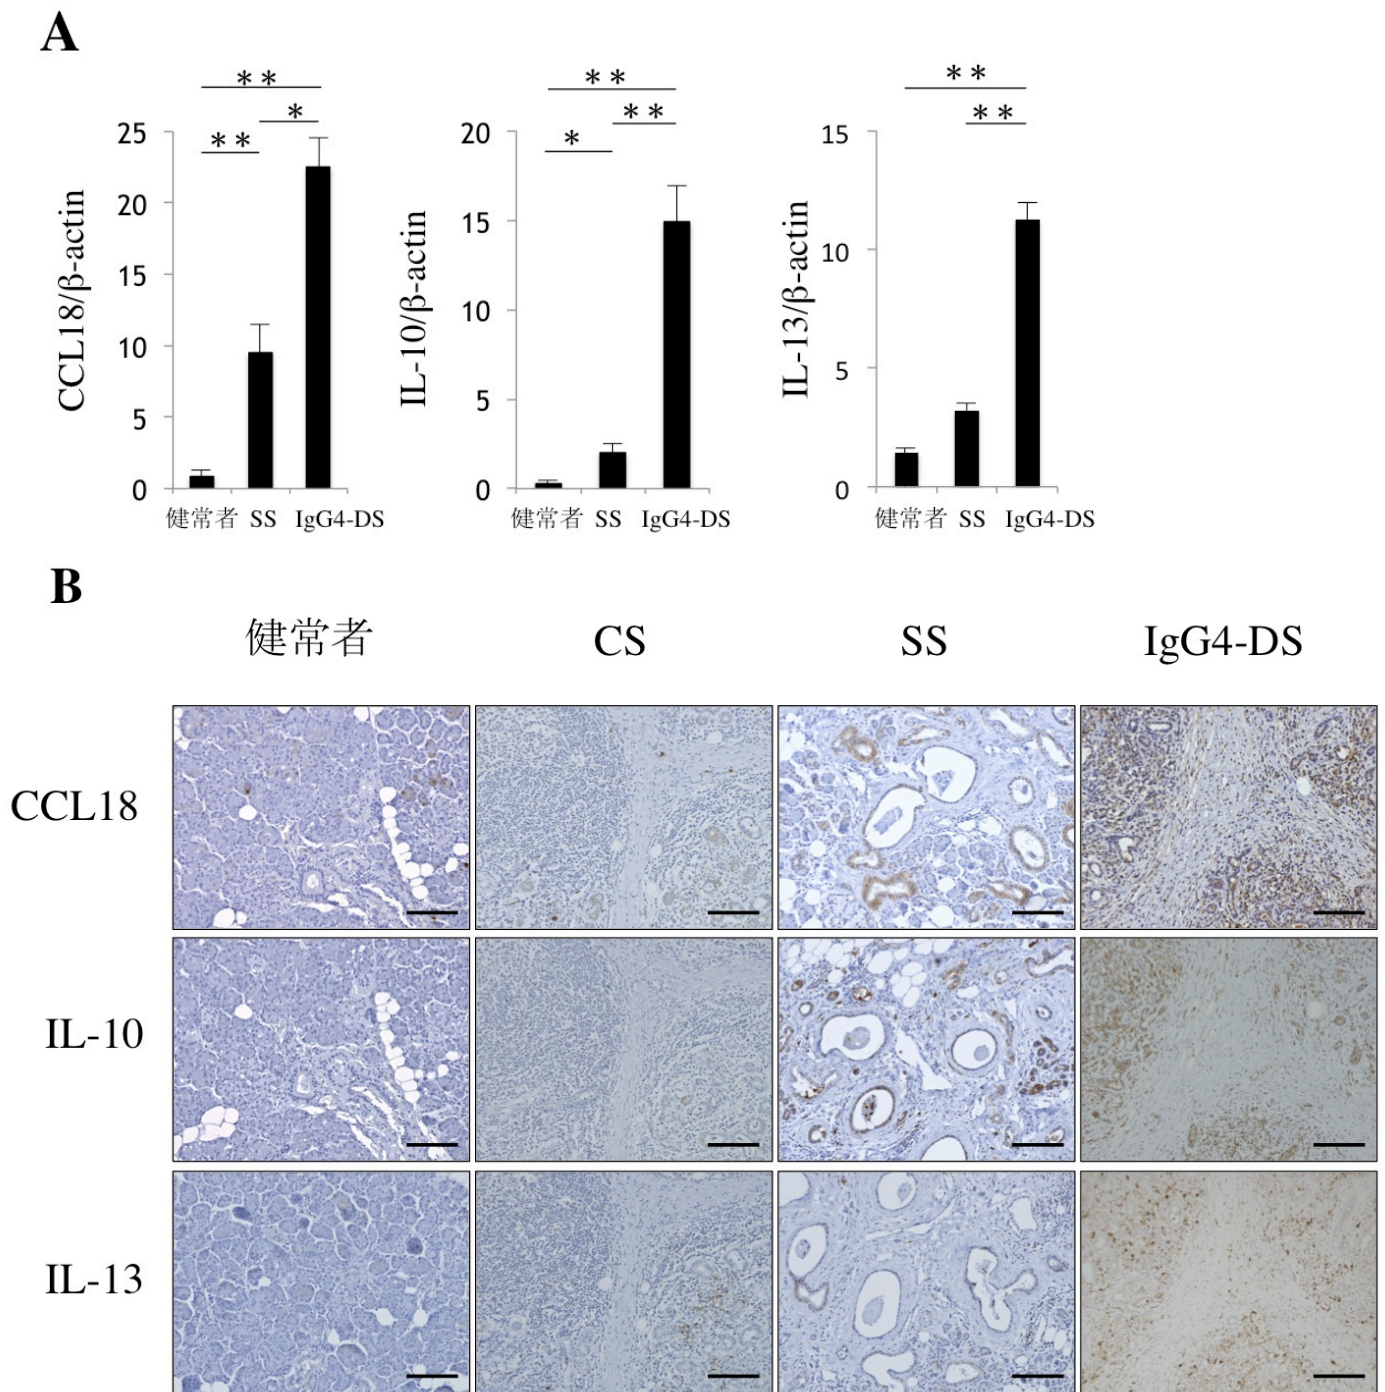 A
** 
* 
**
CCL18/β-actin
25
20
15
10
5
0
健常者 SS IgG4-DS
**
**
*
IL-10/β-actin
20
15
10
5
0
健常者 SS IgG4-DS
**
**
IL-13/β-actin
15
10
5
0
健常者 SS IgG4-DS
B
健常者 CS SS IgG4-DS
CCL18
IL-10
IL-13